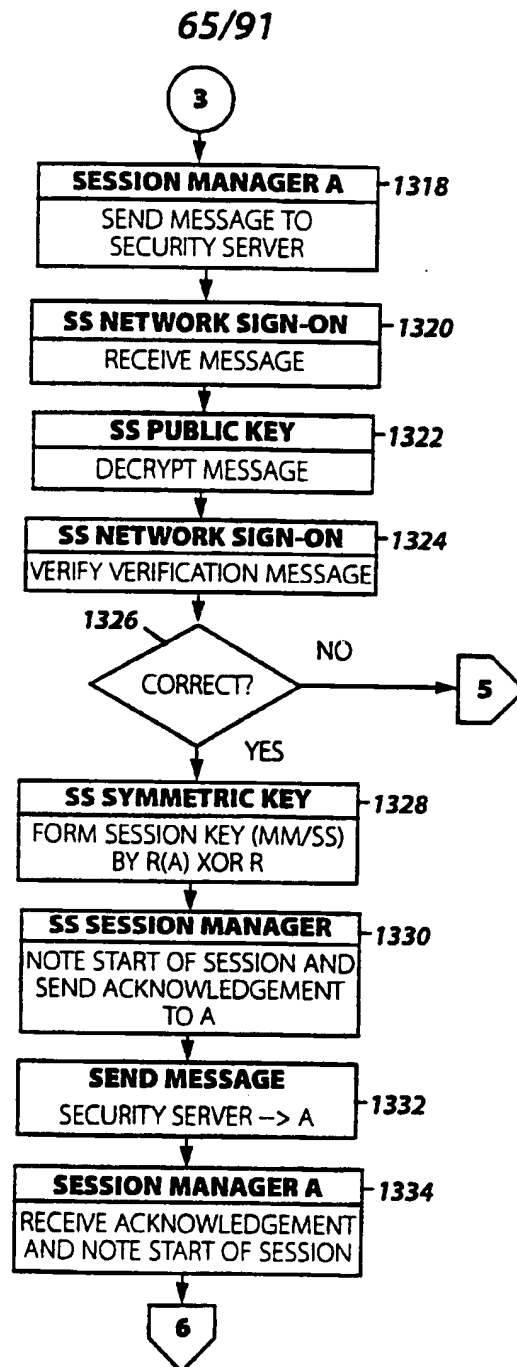 65/91
3
SESSION MANAGER A
1318
SEND MESSAGE TO
SECURITY SERVER
SS NETWORK SIGN-ON
1320
RECEIVE MESSAGE
SS PUBLIC KEY
1322
DECRYPT MESSAGE
SS NETWORK SIGN-ON
1324
VERIFY VERIFICATION MESSAGE
1326
CORRECT?
NO
5
YES
SS SYMMETRIC KEY
1328
FORM SESSION KEY (MM/SS)
BY R(A) XOR R
SS SESSION MANAGER
1330
NOTE START OF SESSION AND
SEND ACKNOWLEDGEMENT
TO A
SEND MESSAGE
SECURITY SERVER --> A
1332
SESSION MANAGER A
1334
RECEIVE ACKNOWLEDGEMENT
AND NOTE START OF SESSION
6